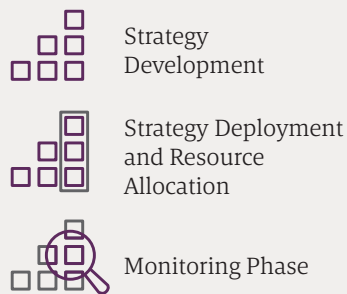 Strategy
Development
Strategy Deployment
and Resource
Allocation
Monitoring Phase